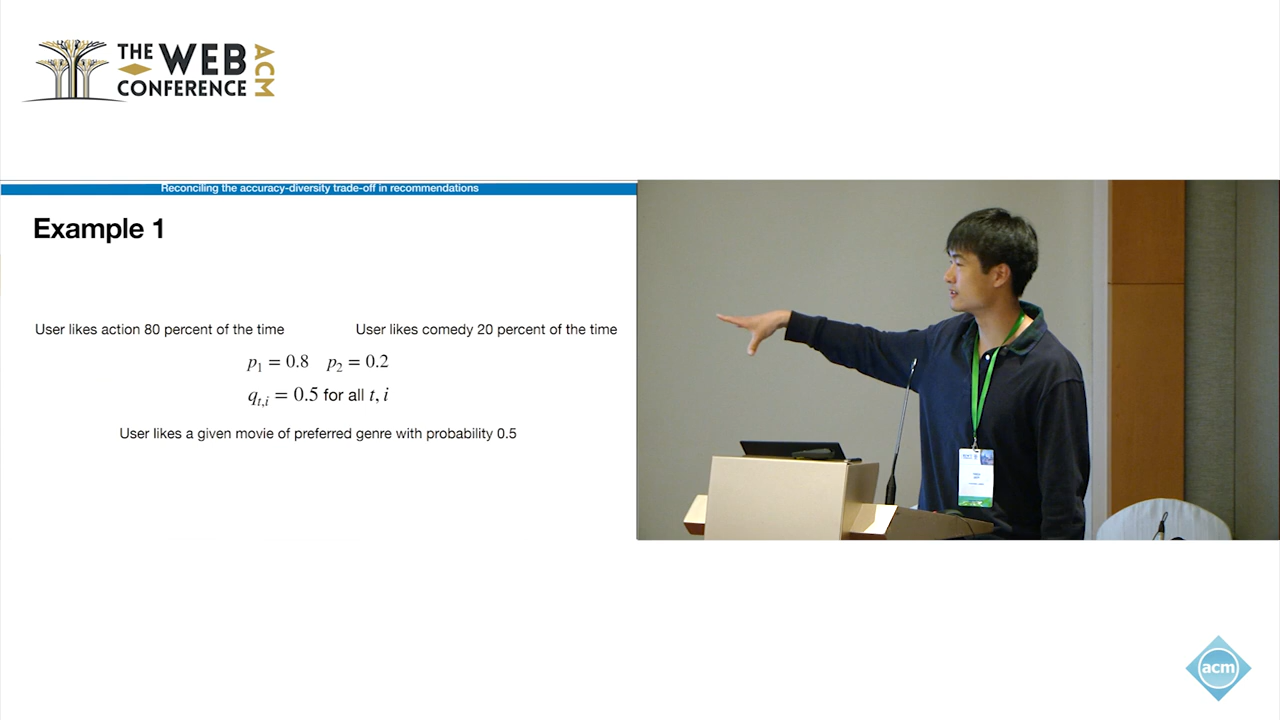 THE WEB
CONFERENCE
ACM
Reconciling the accuracy-diversity trade-off in recommendations
Example 1
User likes action 80 percent of the time
User likes comedy 20 percent of the time
p₁ = 0.8 p₂ = 0.2
qₜ,ᵢ = 0.5 for all t, i
User likes a given movie of preferred genre with probability 0.5
acm